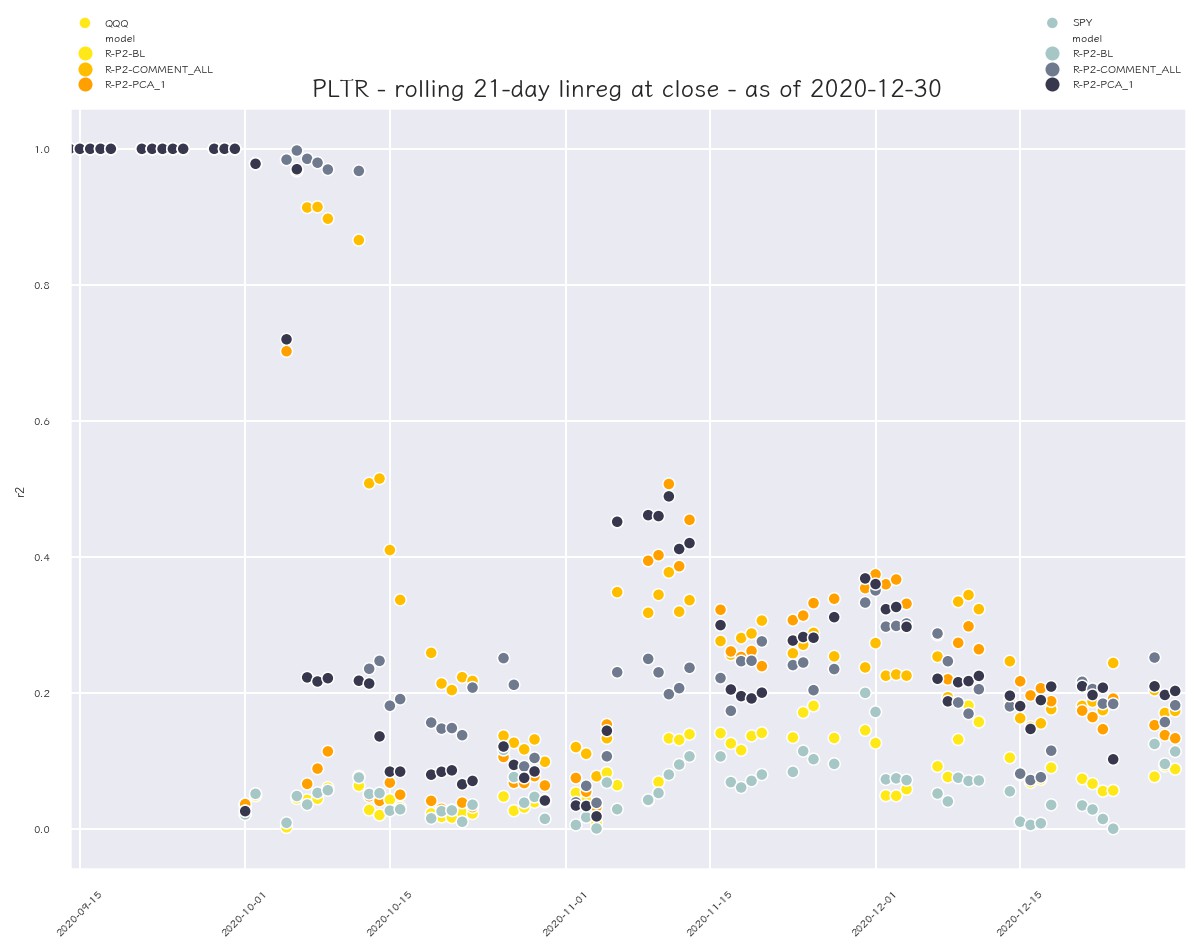 QQQ
model
R-P2-BL
R-P2-COMMENT_ALL
R-P2-PCA_1
SPY
model
R-P2-BL
R-P2-COMMENT_ALL
R-P2-PCA_1
PLTR - rolling 21-day linreg at close - as of 2020-12-30
1.0
0.8
0.6
0.4
0.2
0.0
r2
2020-09-15
2020-10-01
2020-10-15
2020-11-01
2020-11-15
2020-12-01
2020-12-15